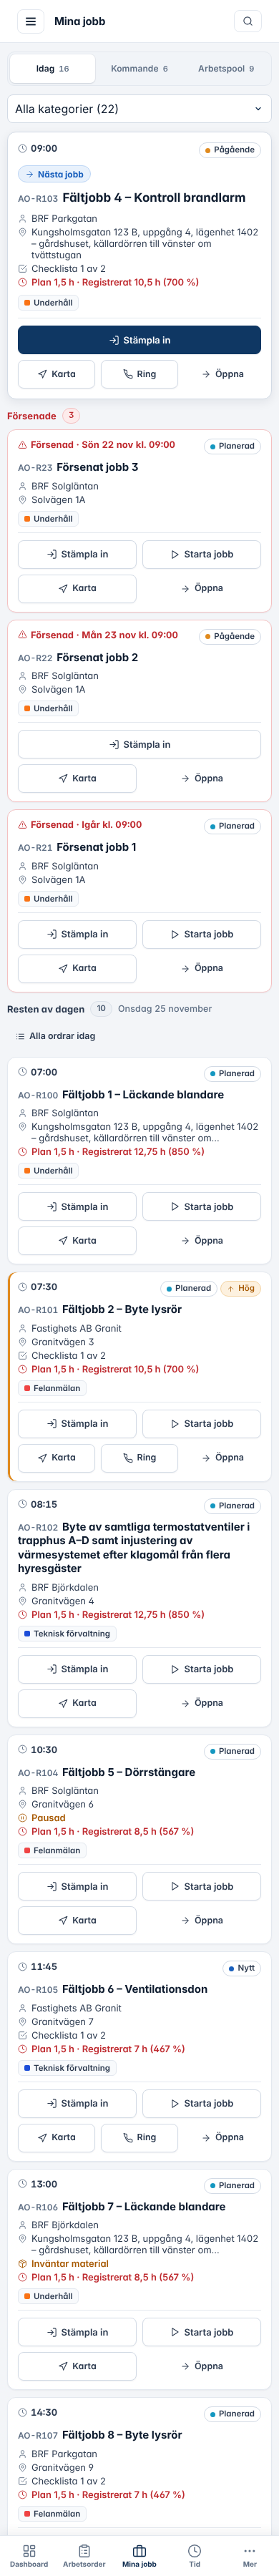 Mina jobb
Idag 16
Kommande 6
Arbetspool 9
Alla kategorier (22)
09:00
Pågående
Nästa jobb
AO-R103 Fältjobb 4 – Kontroll brandlarm
BRF Parkgatan
Kungsholmsgatan 123 B, uppgång 4, lägenhet 1402
– gårdshuset, källardörren till vänster om
tvättstugan
Checklista 1 av 2
Plan 1,5 h · Registrerat 10,5 h (700 %)
Underhåll
Stämpla in
Karta
Ring
Öppna
Försenade 3
Försenad · Sön 22 nov kl. 09:00
Planerad
AO-R23 Försenat jobb 3
BRF Solgläntan
Solvägen 1A
Underhåll
Stämpla in
Starta jobb
Karta
Öppna
Försenad · Mån 23 nov kl. 09:00
Pågående
AO-R22 Försenat jobb 2
BRF Solgläntan
Solvägen 1A
Underhåll
Stämpla in
Karta
Öppna
Försenad · Igår kl. 09:00
Planerad
AO-R21 Försenat jobb 1
BRF Solgläntan
Solvägen 1A
Underhåll
Stämpla in
Starta jobb
Karta
Öppna
Resten av dagen 10 Onsdag 25 november
Alla ordrar idag
07:00
Planerad
AO-R100 Fältjobb 1 – Läckande blandare
BRF Solgläntan
Kungsholmsgatan 123 B, uppgång 4, lägenhet 1402
– gårdshuset, källardörren till vänster om...
Plan 1,5 h · Registrerat 12,75 h (850 %)
Underhåll
Stämpla in
Starta jobb
Karta
Öppna
07:30
Planerad
Hög
AO-R101 Fältjobb 2 – Byte lysrör
Fastighets AB Granit
Granitvägen 3
Checklista 1 av 2
Plan 1,5 h · Registrerat 10,5 h (700 %)
Felanmälan
Stämpla in
Starta jobb
Karta
Ring
Öppna
08:15
Planerad
AO-R102 Byte av samtliga termostatventiler i
trapphus A–D samt injustering av
värmesystemet efter klagomål från flera
hyresgäster
BRF Björkdalen
Granitvägen 4
Plan 1,5 h · Registrerat 12,75 h (850 %)
Teknisk förvaltning
Stämpla in
Starta jobb
Karta
Öppna
10:30
Planerad
AO-R104 Fältjobb 5 – Dörrstängare
BRF Solgläntan
Granitvägen 6
Pausad
Plan 1,5 h · Registrerat 8,5 h (567 %)
Felanmälan
Stämpla in
Starta jobb
Karta
Öppna
11:45
Nytt
AO-R105 Fältjobb 6 – Ventilationsdon
Fastighets AB Granit
Granitvägen 7
Checklista 1 av 2
Plan 1,5 h · Registrerat 7 h (467 %)
Teknisk förvaltning
Stämpla in
Starta jobb
Karta
Ring
Öppna
13:00
Planerad
AO-R106 Fältjobb 7 – Läckande blandare
BRF Björkdalen
Kungsholmsgatan 123 B, uppgång 4, lägenhet 1402
– gårdshuset, källardörren till vänster om...
Inväntar material
Plan 1,5 h · Registrerat 8,5 h (567 %)
Underhåll
Stämpla in
Starta jobb
Karta
Öppna
14:30
Planerad
AO-R107 Fältjobb 8 – Byte lysrör
BRF Parkgatan
Granitvägen 9
Checklista 1 av 2
Plan 1,5 h · Registrerat 7 h (467 %)
Felanmälan
Dashboard
Arbetsorder
Mina jobb
Tid
Mer